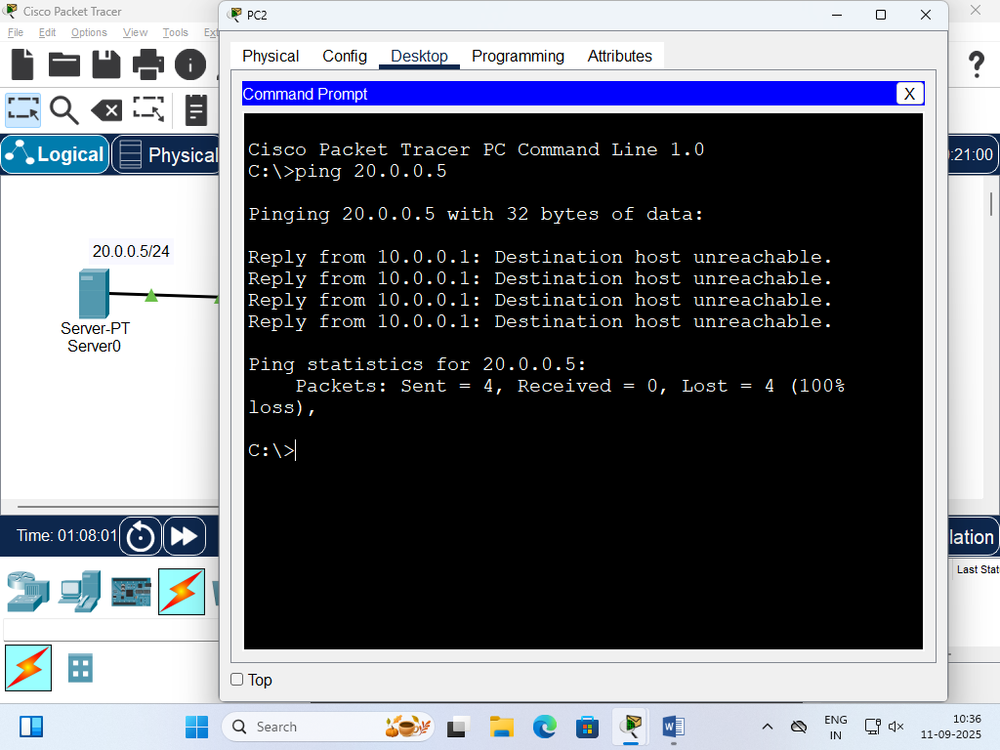 Cisco Packet Tracer
File Edit Options View Tools Ext
Logical Physical
:21:00
20.0.0.5/24
Server-PT
Server0
Time: 01:08:01
lation
Last Stat
PC2
Physical Config Desktop Programming Attributes
Command Prompt X
Cisco Packet Tracer PC Command Line 1.0
C:\>ping 20.0.0.5
Pinging 20.0.0.5 with 32 bytes of data:
Reply from 10.0.0.1: Destination host unreachable.
Reply from 10.0.0.1: Destination host unreachable.
Reply from 10.0.0.1: Destination host unreachable.
Reply from 10.0.0.1: Destination host unreachable.
Ping statistics for 20.0.0.5:
Packets: Sent = 4, Received = 0, Lost = 4 (100%
loss),
C:\>
Top
Search
ENG
IN
10:36
11-09-2025